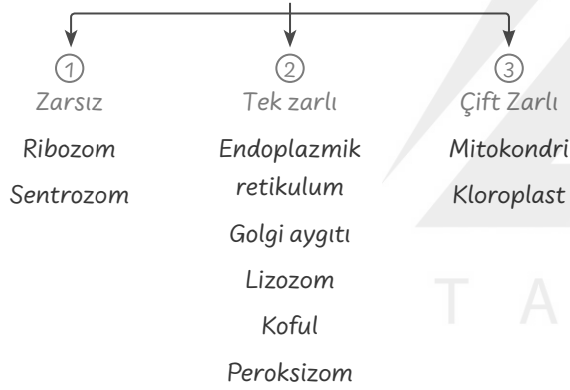 1
Zarsız
Ribozom
Sentrozom
2
Tek zarlı
Endoplazmik
retikulum
Golgi aygıtı
Lizozom
Koful
Peroksizom
3
Çift Zarlı
Mitokondri
Kloroplast
T A